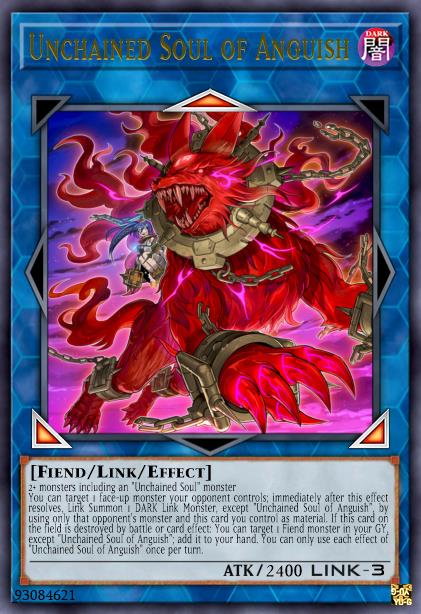 Unchained Soul of Anguish
DARK
闇
[Fiend/Link/Effect]
2+ monsters including an "Unchained Soul" monster
You can target 1 face-up monster your opponent controls; immediately after this effect
resolves, Link Summon 1 DARK Link Monster, except "Unchained Soul of Anguish", by
using only that opponent's monster and this card you control as material. If this card on
the field is destroyed by battle or card effect: You can target 1 Fiend monster in your GY,
except "Unchained Soul of Anguish"; add it to your hand. You can only use each effect of
"Unchained Soul of Anguish" once per turn.
ATK/2400 LINK-3
93084621